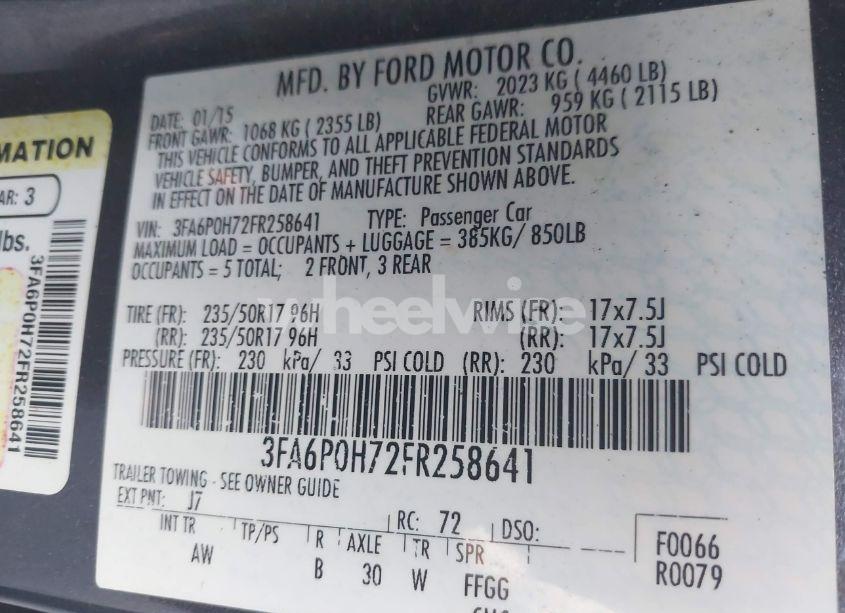 MFD. BY FORD MOTOR CO.
DATE: 01/15 GVWR: 2023 KG ( 4460 LB)
FRONT GAWR: 1068 KG ( 2355 LB) REAR GAWR: 959 KG ( 2115 LB)
THIS VEHICLE CONFORMS TO ALL APPLICABLE FEDERAL MOTOR
VEHICLE SAFETY, BUMPER, AND THEFT PREVENTION STANDARDS
IN EFFECT ON THE DATE OF MANUFACTURE SHOWN ABOVE.
VIN: 3FA6P0H72FR258641 TYPE: Passenger Car
MAXIMUM LOAD = OCCUPANTS + LUGGAGE = 385KG/ 850LB
OCCUPANTS = 5 TOTAL; 2 FRONT, 3 REAR
TIRE (FR): 235/50R17 96H RIMS (FR): 17x7.5J
(RR): 235/50R17 96H (RR): 17x7.5J
PRESSURE (FR): 230 kPa/ 33 PSI COLD (RR): 230 kPa/ 33 PSI COLD
3FA6P0H72FR258641
TRAILER TOWING - SEE OWNER GUIDE
EXT PNT: J7 RC: 72 DSO:
INT TR TP/PS R AXLE TR SPR F0066
AW B 30 W FFGG R0079
MATION
AR: 3
lbs.
3FA6P0H72FR258641
wheelwire